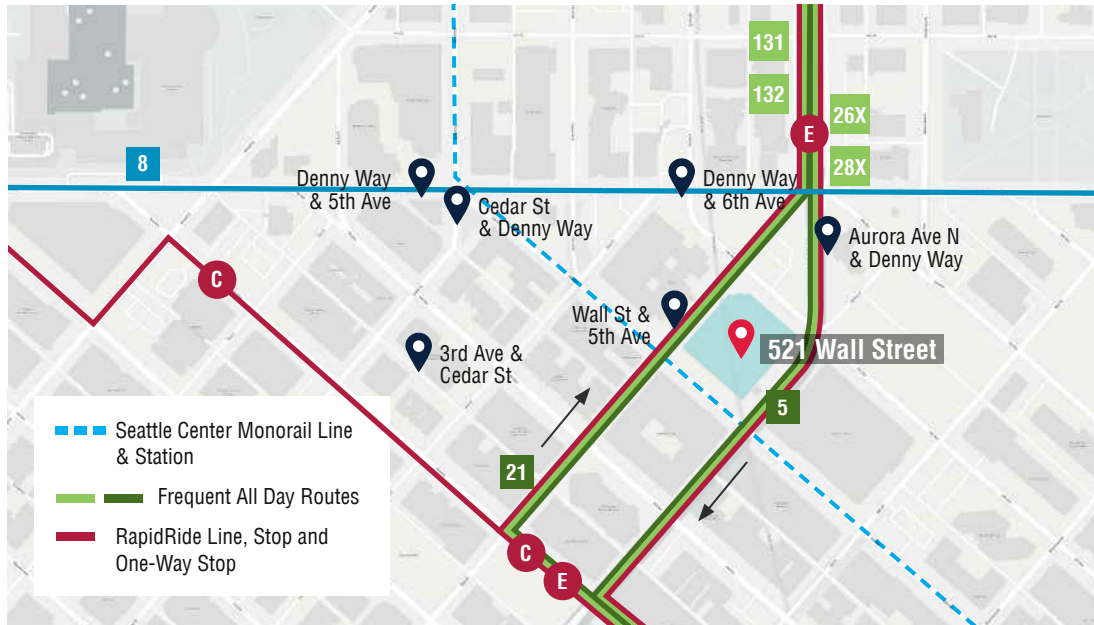 131
132
E
26X
28X
8
Denny Way
& 5th Ave
Cedar St
& Denny Way
Denny Way
& 6th Ave
Aurora Ave N
& Denny Way
C
Wall St &
5th Ave
521 Wall Street
3rd Ave &
Cedar St
5
21
C
E
Seattle Center Monorail Line
& Station
Frequent All Day Routes
RapidRide Line, Stop and
One-Way Stop